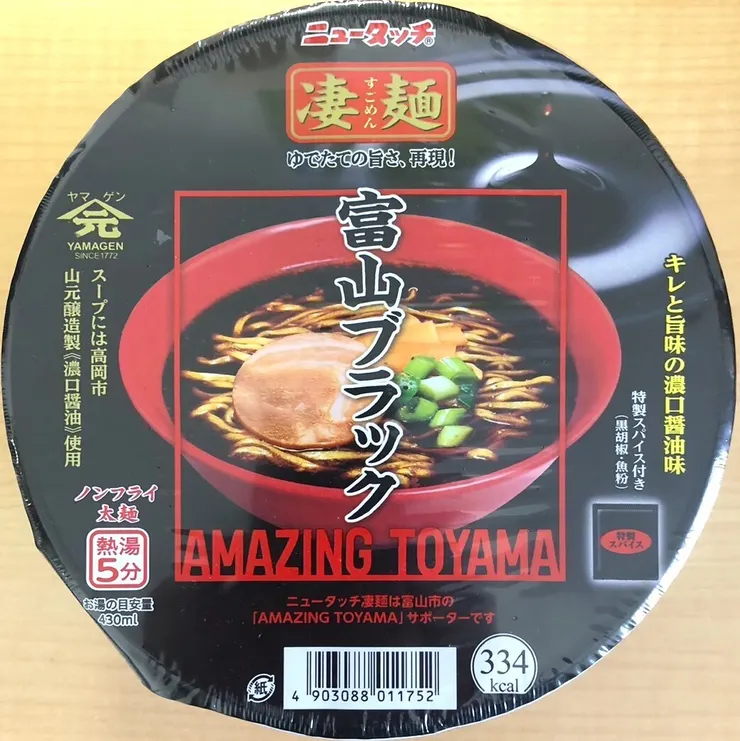 ニュータッチ®
凄麺
すごめん
ゆでたての旨さ、再現!
ヤマ ゲン
元
YAMAGEN
SINCE1772
スープには高岡市
山元醸造製《濃口醤油》使用
富山ブラック
キレと旨味の濃口醤油味
特製スパイス付き
(黒胡椒・魚粉)
特製
スパイス
ノンフライ
太麺
熱湯
5分
お湯の目安量
430ml
AMAZING TOYAMA
ニュータッチ凄麺は富山市の
「AMAZING TOYAMA」サポーターです
紙
4 903088 011752
334
kcal